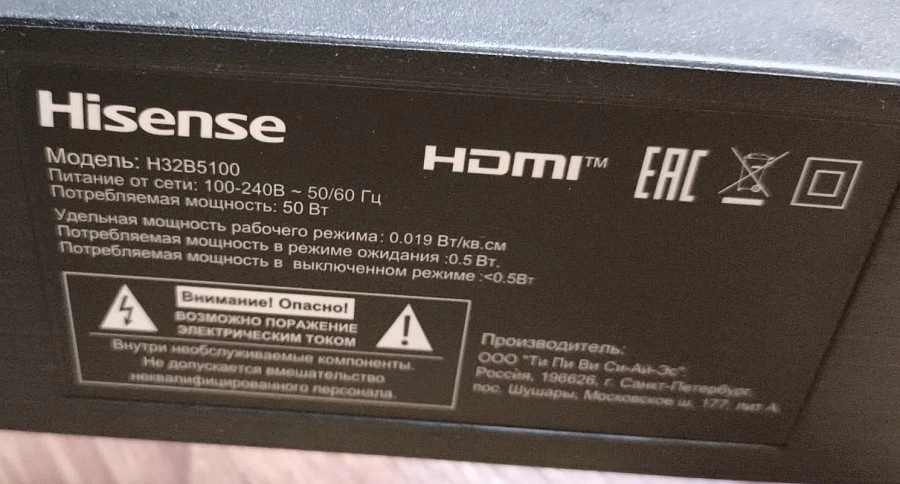 Hisense
Модель: H32B5100
Питание от сети: 100-240В ~ 50/60 Гц
Потребляемая мощность: 50 Вт
Удельная мощность рабочего режима: 0.019 Вт/кв.см
Потребляемая мощность в режиме ожидания :0.5 Вт.
Потребляемая мощность в выключенном режиме :<0.5Вт
HDMI™
EAC
Внимание! Опасно!
ВОЗМОЖНО ПОРАЖЕНИЕ
ЭЛЕКТРИЧЕСКИМ ТОКОМ
Внутри необслуживаемые компоненты.
Не допускается вмешательство
неквалифицированного персонала.
Производитель:
ООО "Ти Пи Ви Си-Ай-Эс"
Россия, 196626, г. Санкт-Петербург
пос. Шушары, Московское ш. 177, лит А.